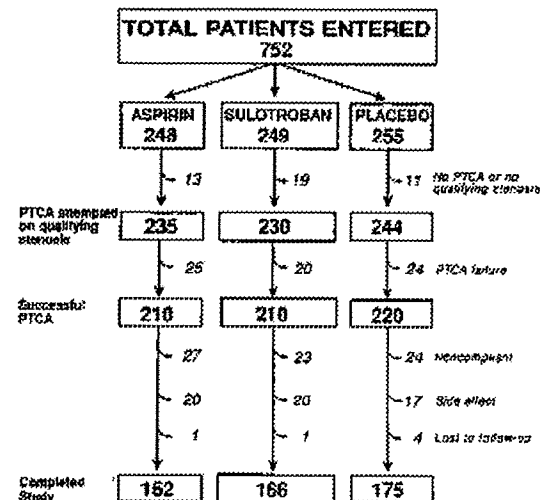 TOTAL PATIENTS ENTERED
752
ASPIRIN SULOTROBAN PLACEBO
248 249 255
13 19 11 No PTCA or no
qualifying stenosis
PTCA attempted
on qualifying
stenosis
235 230 244
25 20 24 PTCA failure
Successful
PTCA
210 210 220
27 23 24 Noncompliant
20 20 17 Side effect
1 1 4 Lost to follow-up
Completed
Study
162 166 175